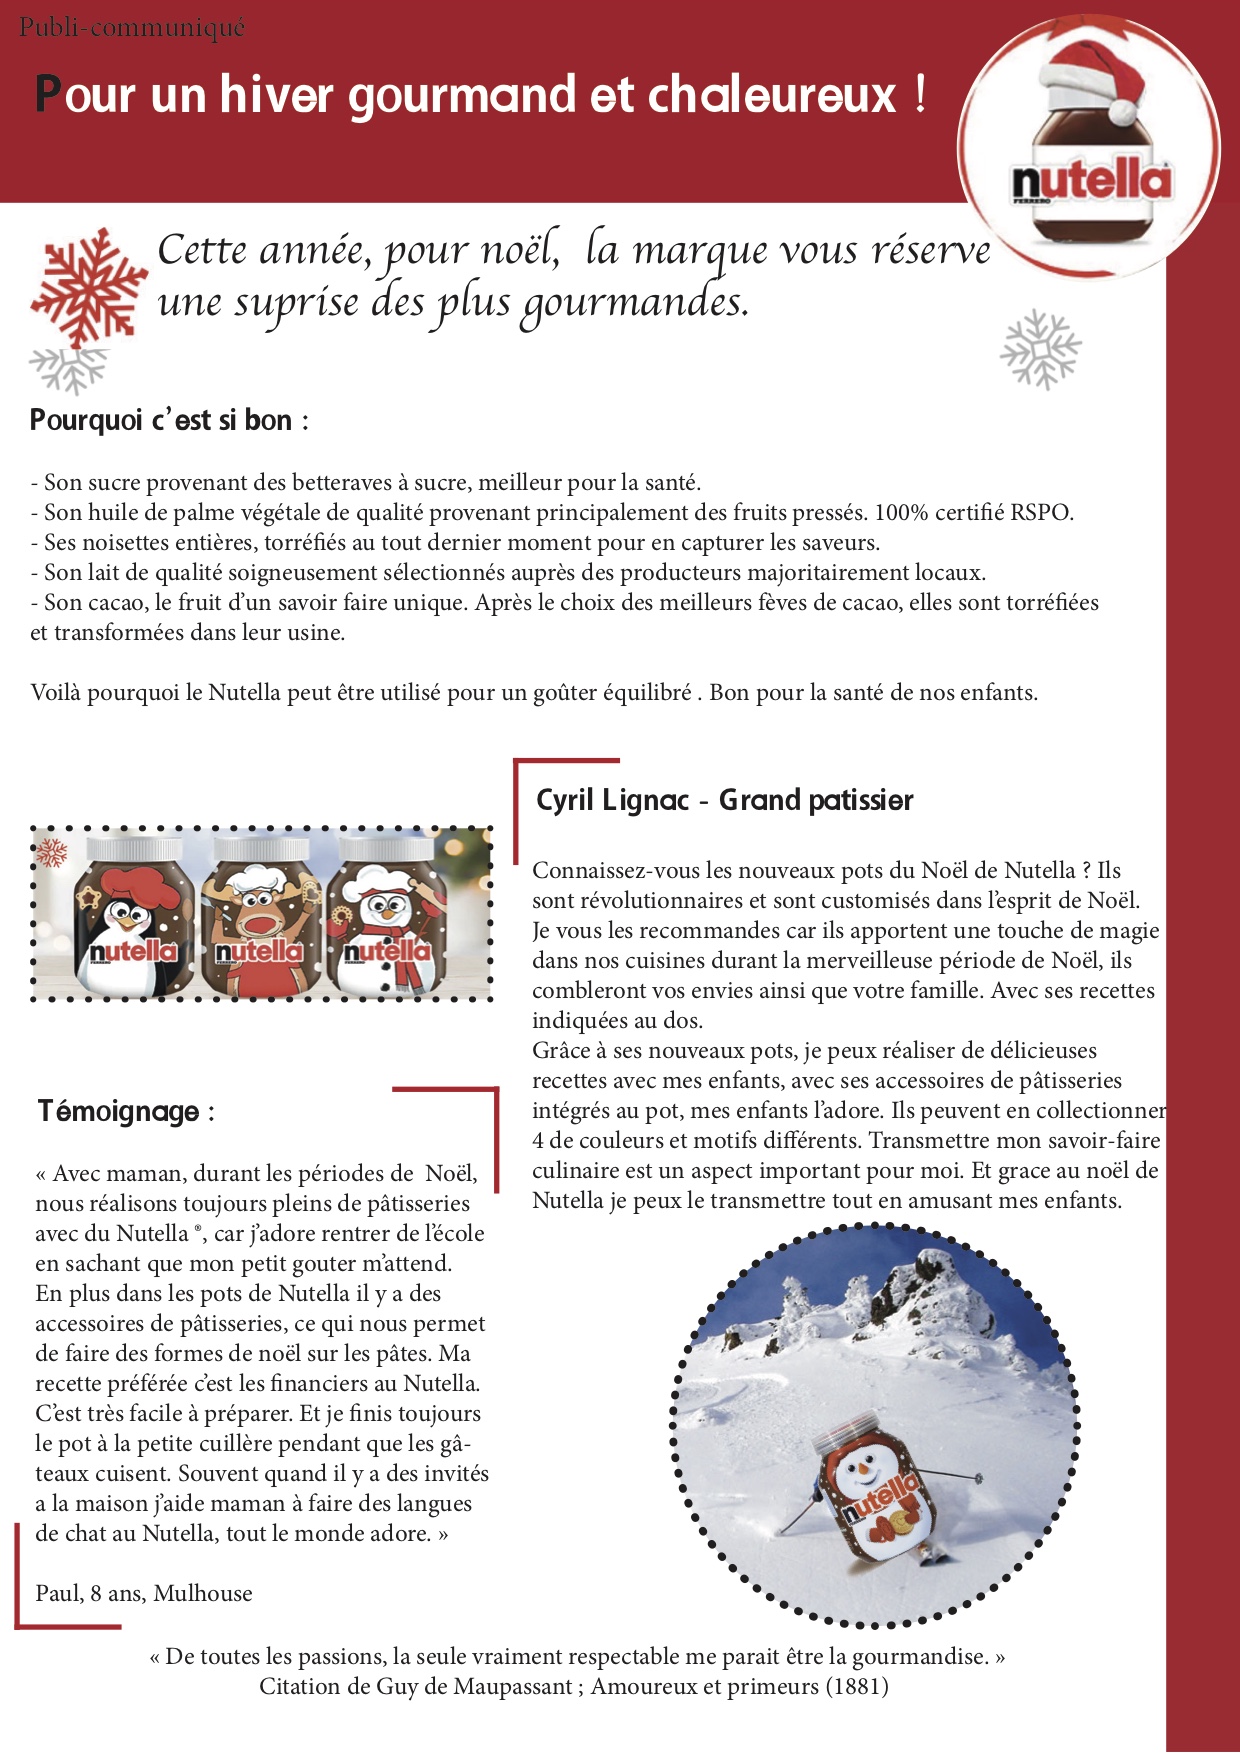 Publi-communiqué
Pour un hiver gourmand et chaleureux !
nutella
FERRERO
Cette année, pour noël, la marque vous réserve
une suprise des plus gourmandes.
Pourquoi c’est si bon :
- Son sucre provenant des betteraves à sucre, meilleur pour la santé.
- Son huile de palme végétale de qualité provenant principalement des fruits pressés. 100% certifié RSPO.
- Ses noisettes entières, torréfiés au tout dernier moment pour en capturer les saveurs.
- Son lait de qualité soigneusement sélectionnés auprès des producteurs majoritairement locaux.
- Son cacao, le fruit d’un savoir faire unique. Après le choix des meilleurs fèves de cacao, elles sont torréfiées
et transformées dans leur usine.
Voilà pourquoi le Nutella peut être utilisé pour un goûter équilibré . Bon pour la santé de nos enfants.
nutella
FERRERO
nutella
FERRERO
nutella
FERRERO
Cyril Lignac - Grand patissier
Connaissez-vous les nouveaux pots du Noël de Nutella ? Ils
sont révolutionnaires et sont customisés dans l’esprit de Noël.
Je vous les recommandes car ils apportent une touche de magie
dans nos cuisines durant la merveilleuse période de Noël, ils
combleront vos envies ainsi que votre famille. Avec ses recettes
indiquées au dos.
Grâce à ses nouveaux pots, je peux réaliser de délicieuses
recettes avec mes enfants, avec ses accessoires de pâtisseries
intégrés au pot, mes enfants l’adore. Ils peuvent en collectionner
4 de couleurs et motifs différents. Transmettre mon savoir-faire
culinaire est un aspect important pour moi. Et grace au noël de
Nutella je peux le transmettre tout en amusant mes enfants.
Témoignage :
« Avec maman, durant les périodes de Noël,
nous réalisons toujours pleins de pâtisseries
avec du Nutella ®, car j’adore rentrer de l’école
en sachant que mon petit gouter m’attend.
En plus dans les pots de Nutella il y a des
accessoires de pâtisseries, ce qui nous permet
de faire des formes de noël sur les pâtes. Ma
recette préférée c’est les financiers au Nutella.
C’est très facile à préparer. Et je finis toujours
le pot à la petite cuillère pendant que les gâ-
teaux cuisent. Souvent quand il y a des invités
a la maison j’aide maman à faire des langues
de chat au Nutella, tout le monde adore. »
Paul, 8 ans, Mulhouse
nutella
« De toutes les passions, la seule vraiment respectable me parait être la gourmandise. »
Citation de Guy de Maupassant ; Amoureux et primeurs (1881)